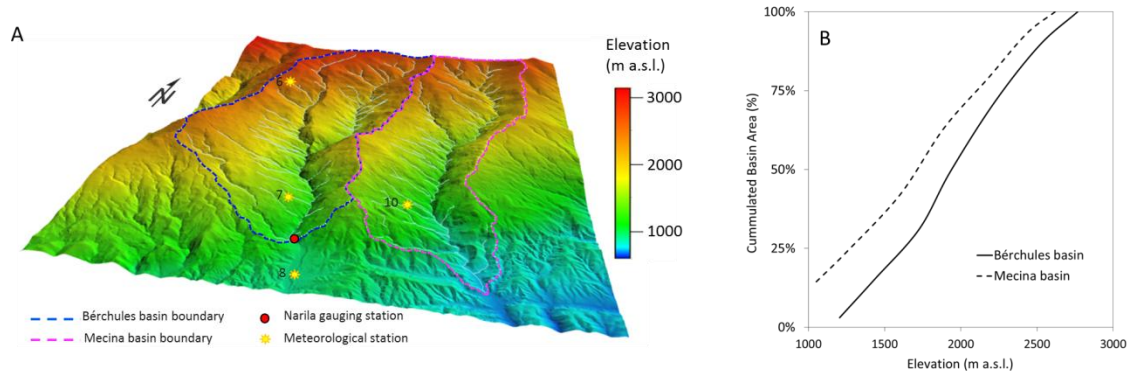 A
N
Elevation
(m a.s.l.)
3000
2000
1000
6
7
10
8
Bérchules basin boundary
Mecina basin boundary
Narila gauging station
Meteorological station
B
Cummulated Basin Area (%)
100%
75%
50%
25%
0%
Bérchules basin
Mecina basin
1000 1500 2000 2500 3000
Elevation (m a.s.l.)